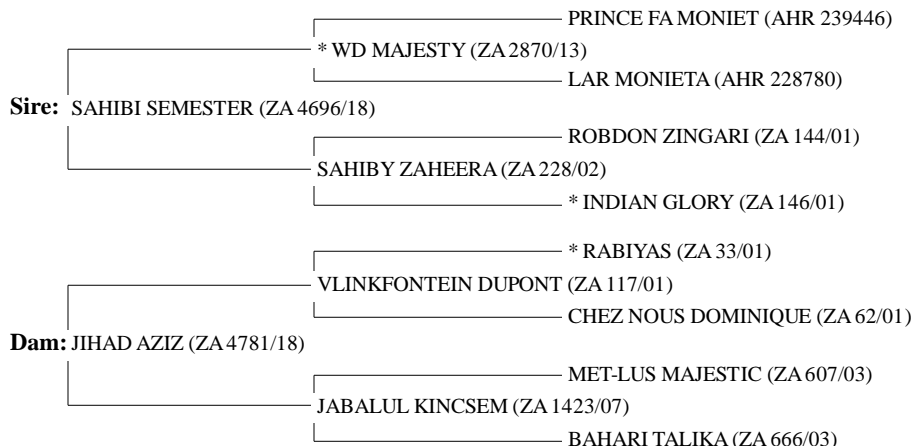 PRINCE FA MONIET (AHR 239446)
* WD MAJESTY (ZA 2870/13)
LAR MONIETA (AHR 228780)
Sire: SAHIBI SEMESTER (ZA 4696/18)
ROBDON ZINGARI (ZA 144/01)
SAHIBY ZAHEERA (ZA 228/02)
* INDIAN GLORY (ZA 146/01)
* RABIYAS (ZA 33/01)
VLINKFONTEIN DUPONT (ZA 117/01)
CHEZ NOUS DOMINIQUE (ZA 62/01)
Dam: JIHAD AZIZ (ZA 4781/18)
MET-LUS MAJESTIC (ZA 607/03)
JABALUL KINCSEM (ZA 1423/07)
BAHARI TALIKA (ZA 666/03)